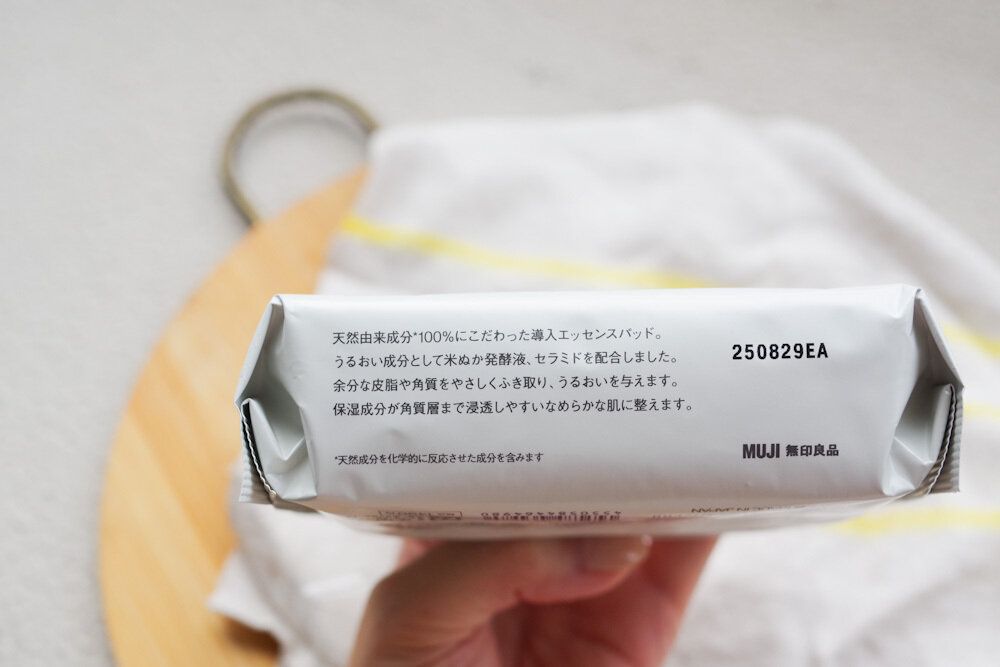 天然由来成分*100%にこだわった導入エッセンスパッド。
うるおい成分として米ぬか発酵液、セラミドを配合しました。
余分な皮脂や角質をやさしくふき取り、うるおいを与えます。
保湿成分が角質層まで浸透しやすいなめらかな肌に整えます。
*天然成分を化学的に反応させた成分を含みます
250829EA
MUJI 無印良品